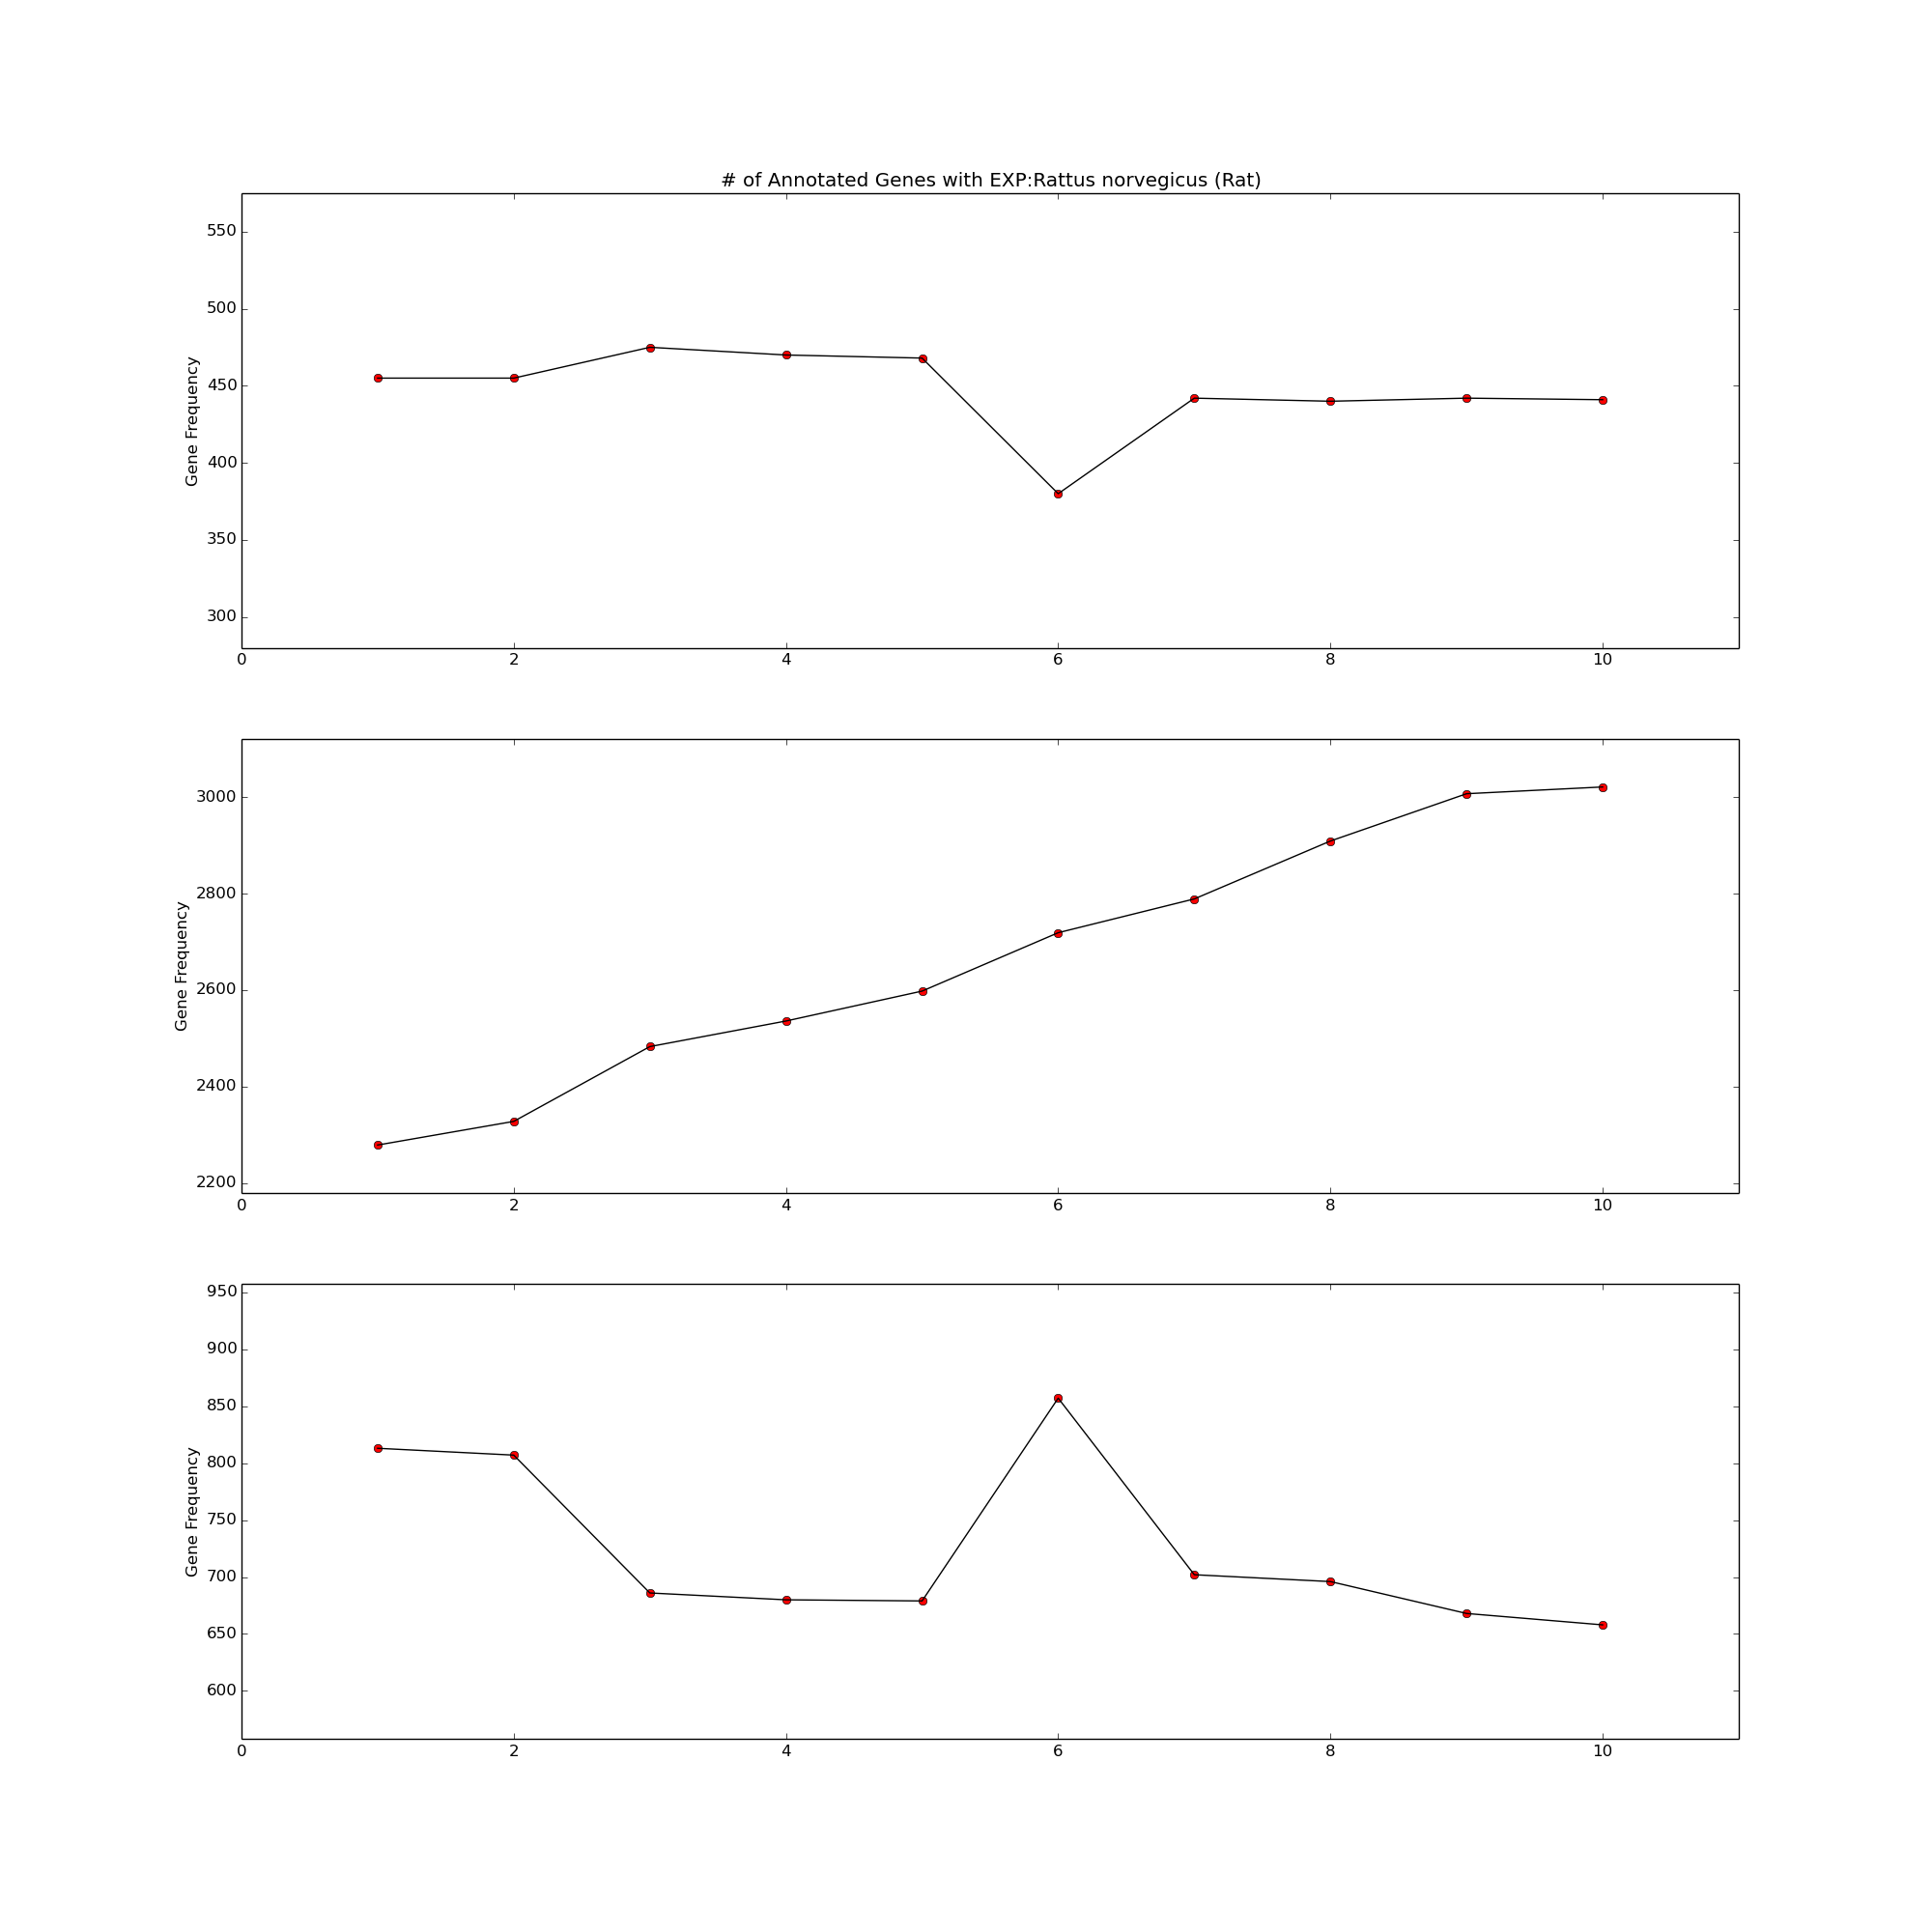 # of Annotated Genes with EXP:Rattus norvegicus (Rat)
550
500
450
400
350
300
Gene Frequency
0 2 4 6 8 10
3000
2800
2600
2400
2200
Gene Frequency
0 2 4 6 8 10
950
900
850
800
750
700
650
600
Gene Frequency
0 2 4 6 8 10